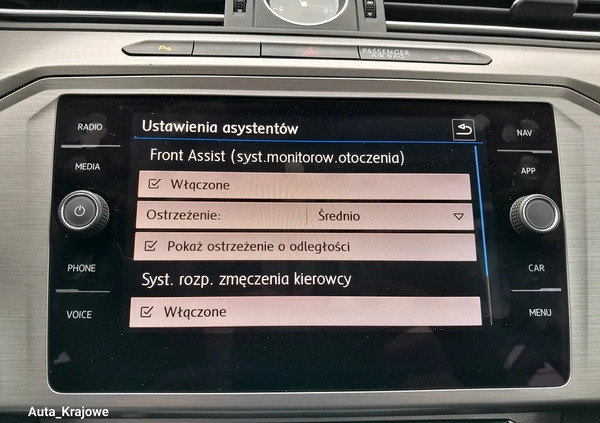 PASSENGER
AIR BAG
RADIO
MEDIA
PHONE
VOICE
Ustawienia asystentów
Front Assist (syst.monitorow.otoczenia)
Włączone
Ostrzeżenie: Średnio
Pokaż ostrzeżenie o odległości
Syst. rozp. zmęczenia kierowcy
Włączone
NAV
APP
CAR
MENU
Auta_Krajowe